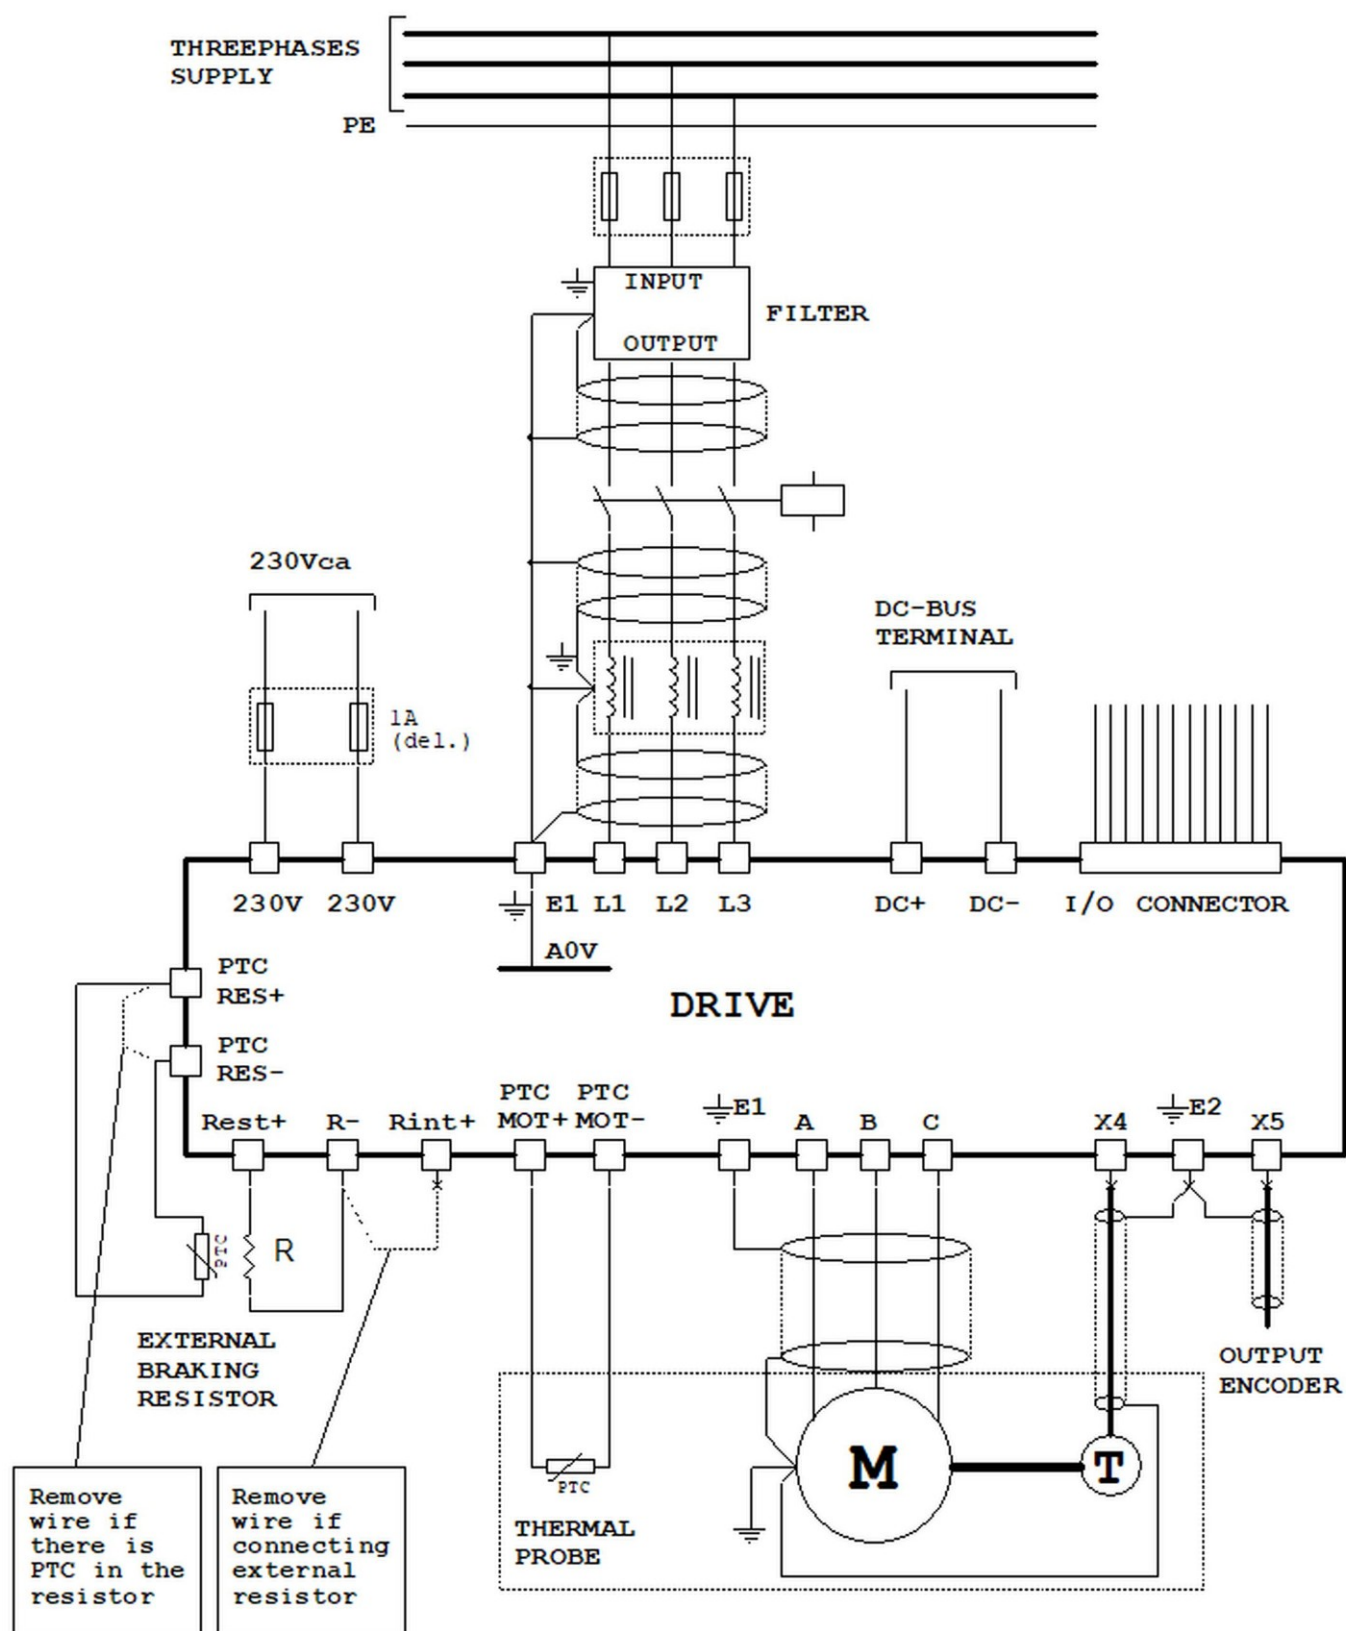 THREEPHASES
SUPPLY
PE
INPUT
FILTER
OUTPUT
230Vca
DC-BUS
TERMINAL
1A
(del.)
230V 230V E1 L1 L2 L3 DC+ DC- I/O CONNECTOR
A0V
PTC
RES+
DRIVE
PTC
RES-
PTC PTC
MOT+ MOT-
Rest+ R- Rint+ E1 A B C X4 E2 X5
PTC
R
EXTERNAL
BRAKING
RESISTOR
OUTPUT
ENCODER
M
T
PTC
THERMAL
PROBE
Remove
wire if
there is
PTC in the
resistor
Remove
wire if
connecting
external
resistor